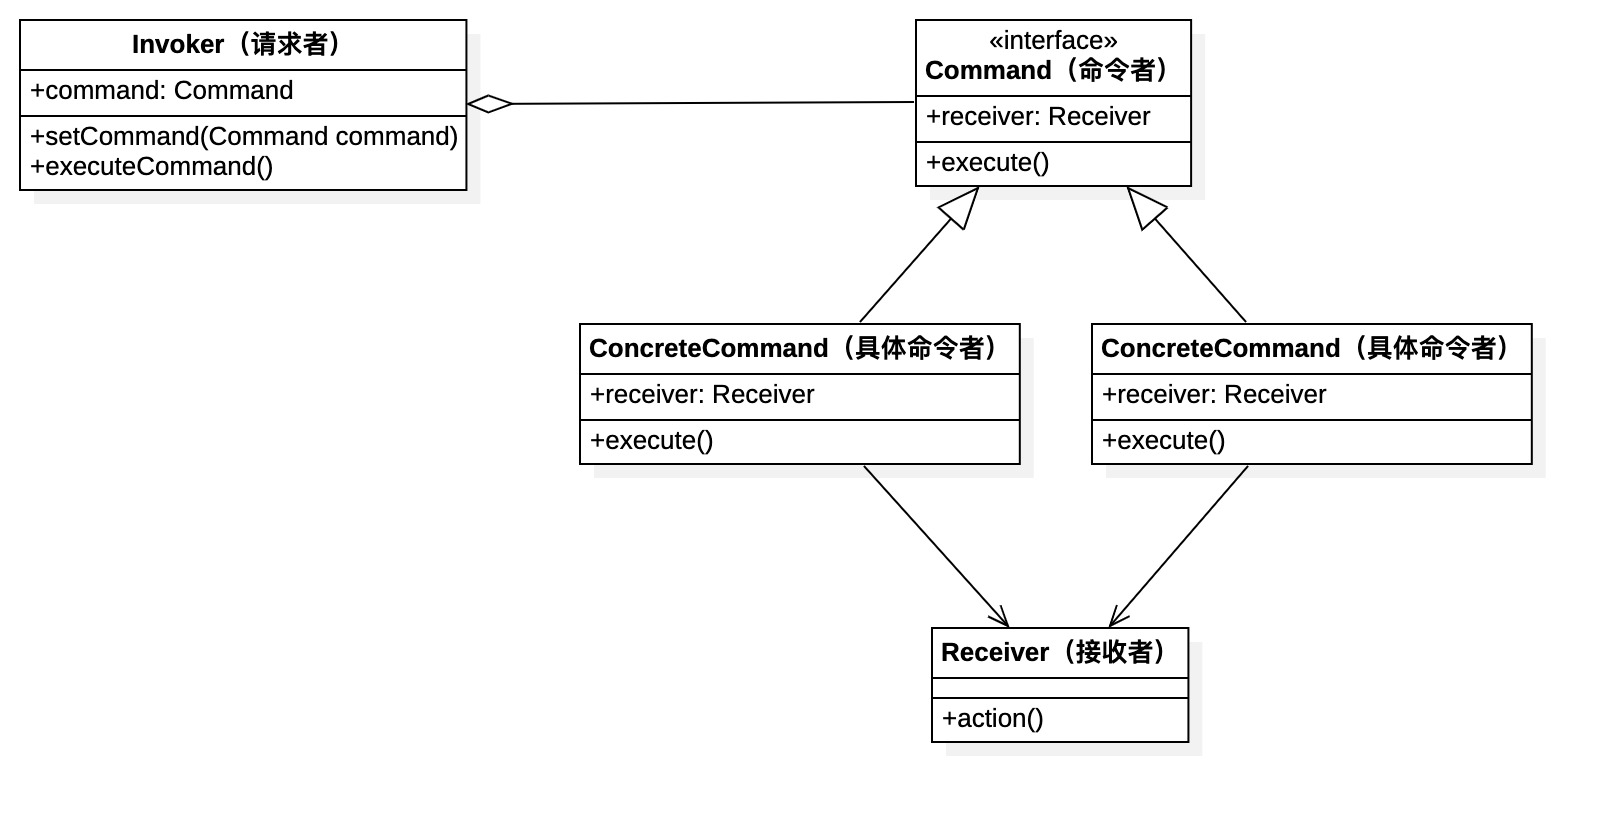 Invoker（请求者）
+command: Command
+setCommand(Command command)
+executeCommand()
«interface»
Command（命令者）
+receiver: Receiver
+execute()
ConcreteCommand（具体命令者）
+receiver: Receiver
+execute()
ConcreteCommand（具体命令者）
+receiver: Receiver
+execute()
Receiver（接收者）
+action()